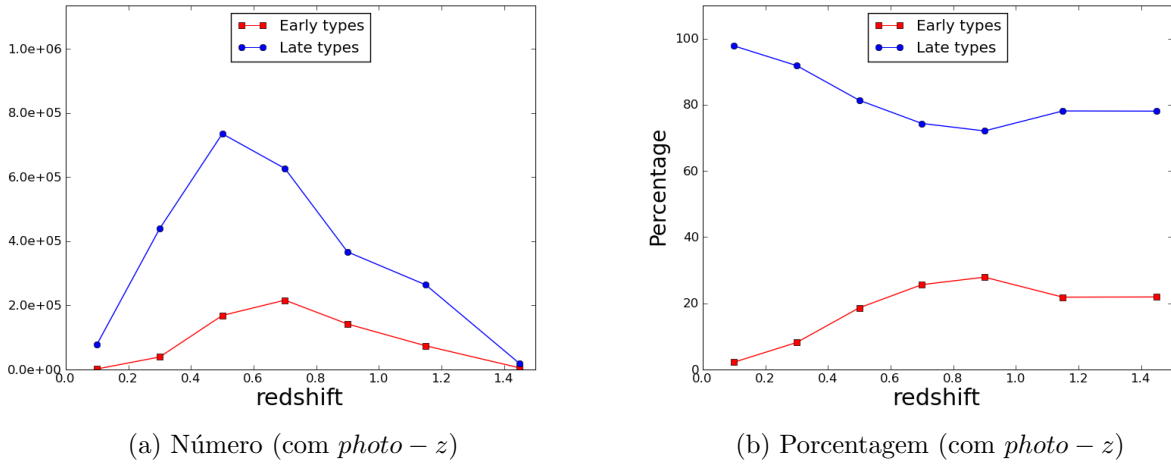 Early types
Late types
1.0e+06
8.0e+05
6.0e+05
4.0e+05
2.0e+05
0.0e+00
0.0 0.2 0.4 0.6 0.8 1.0 1.2 1.4
redshift
(a) Número (com photo − z)
Early types
Late types
Percentage
100
80
60
40
20
0
0.0 0.2 0.4 0.6 0.8 1.0 1.2 1.4
redshift
(b) Porcentagem (com photo − z)